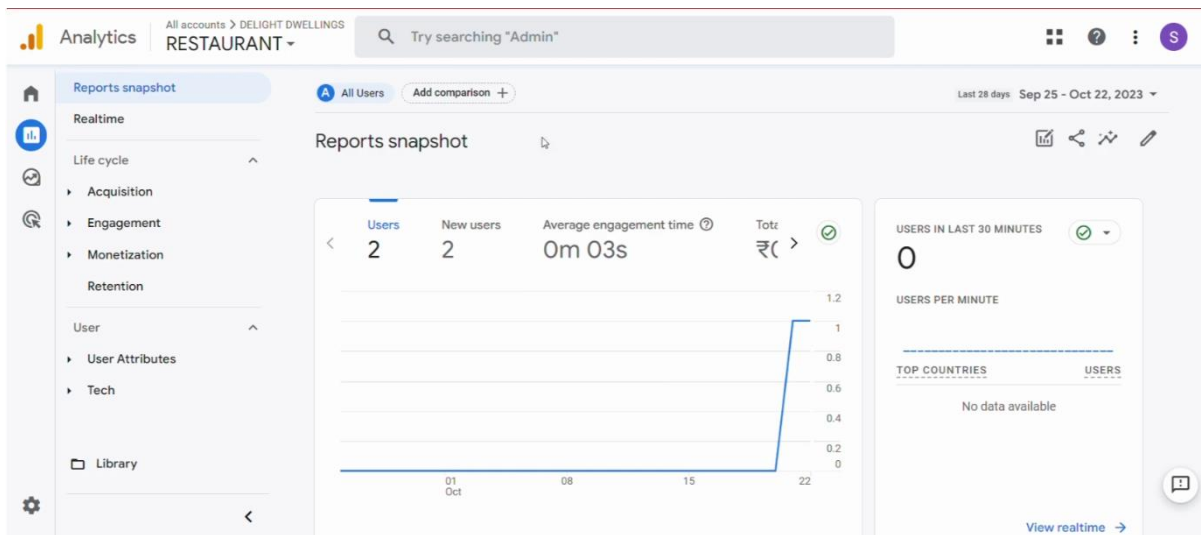 All accounts > DELIGHT DWELLINGS
Analytics
RESTAURANT
Try searching "Admin"
S
Reports snapshot
Realtime
Life cycle
Acquisition
Engagement
Monetization
Retention
User
User Attributes
Tech
Library
A All Users
Add comparison +
Last 28 days Sep 25 - Oct 22, 2023
Reports snapshot
Users
2
New users
2
Average engagement time
0m 03s
Tota
₹0
1.2
1
0.8
0.6
0.4
0.2
0
01
Oct
08
15
22
USERS IN LAST 30 MINUTES
0
USERS PER MINUTE
TOP COUNTRIES USERS
No data available
View realtime